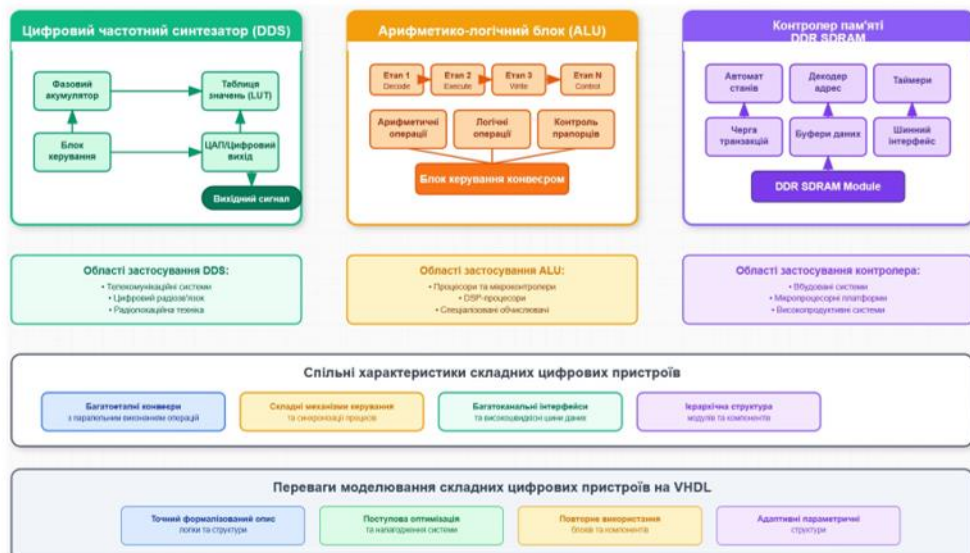 Цифровий частотний синтезатор (DDS)
Фазовий
акумулятор
Таблиця
значень (LUT)
Блок
керування
ЦАП/Цифровий
вихід
Вихідний сигнал
Арифметико-логічний блок (ALU)
Етап 1
Decode
Етап 2
Execute
Етап 3
Write
Етап N
Control
Арифметичні
операції
Логічні
операції
Контроль
прапорців
Блок керування конвеєром
Контролер пам'яті
DDR SDRAM
Автомат
станів
Декодер
адрес
Таймери
Черга
транзакцій
Буфери даних
Шинний
інтерфейс
DDR SDRAM Module
Області застосування DDS:
• Телекомунікаційні системи
• Цифровий радіозв'язок
• Радіолокаційна техніка
Області застосування ALU:
• Процесори та мікроконтролери
• DSP-процесори
• Спеціалізовані обчислювачі
Області застосування контролера:
• Вбудовані системи
• Мікропроцесорні платформи
• Високопродуктивні системи
Спільні характеристики складних цифрових пристроїв
Багатоетапні конвеєри
з паралельним виконанням операцій
Складні механізми керування
та синхронізації процесів
Багатоканальні інтерфейси
та високошвидкісні шини даних
Ієрархічна структура
модулів та компонентів
Переваги моделювання складних цифрових пристроїв на VHDL
Точний формалізований опис
логіки та структури
Поступова оптимізація
та налагодження системи
Повторне використання
блоків та компонентів
Адаптивні параметричні
структури